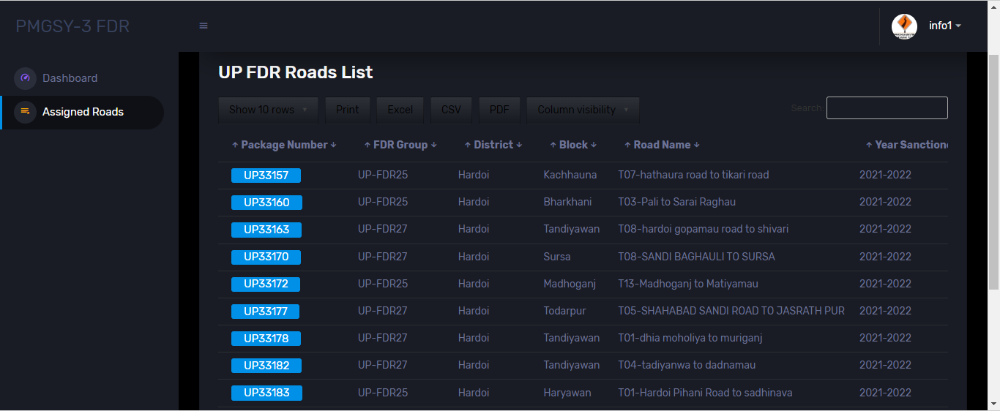 PMGSY-3 FDR
info1
Dashboard
Assigned Roads
UP FDR Roads List
Show 10 rows Print Excel CSV PDF Column visibility Search:
Package Number FDR Group District Block Road Name Year Sanction
UP33157 UP-FDR25 Hardoi Kachhauna T07-hathaura road to tikari road 2021-2022
UP33160 UP-FDR25 Hardoi Bharkhani T03-Pali to Sarai Raghau 2021-2022
UP33163 UP-FDR27 Hardoi Tandiyawan T08-hardoi gopamau road to shivari 2021-2022
UP33170 UP-FDR27 Hardoi Sursa T08-SANDI BAGHAULI TO SURSA 2021-2022
UP33172 UP-FDR25 Hardoi Madhoganj T13-Madhoganj to Matiyamau 2021-2022
UP33177 UP-FDR27 Hardoi Todarpur T05-SHAHABAD SANDI ROAD TO JASRATH PUR 2021-2022
UP33178 UP-FDR27 Hardoi Tandiyawan T01-dhia moholiya to muriganj 2021-2022
UP33182 UP-FDR27 Hardoi Tandiyawan T04-tadiyanwa to dadnamau 2021-2022
UP33183 UP-FDR25 Hardoi Haryawan T01-Hardoi Pihani Road to sadhinava 2021-2022